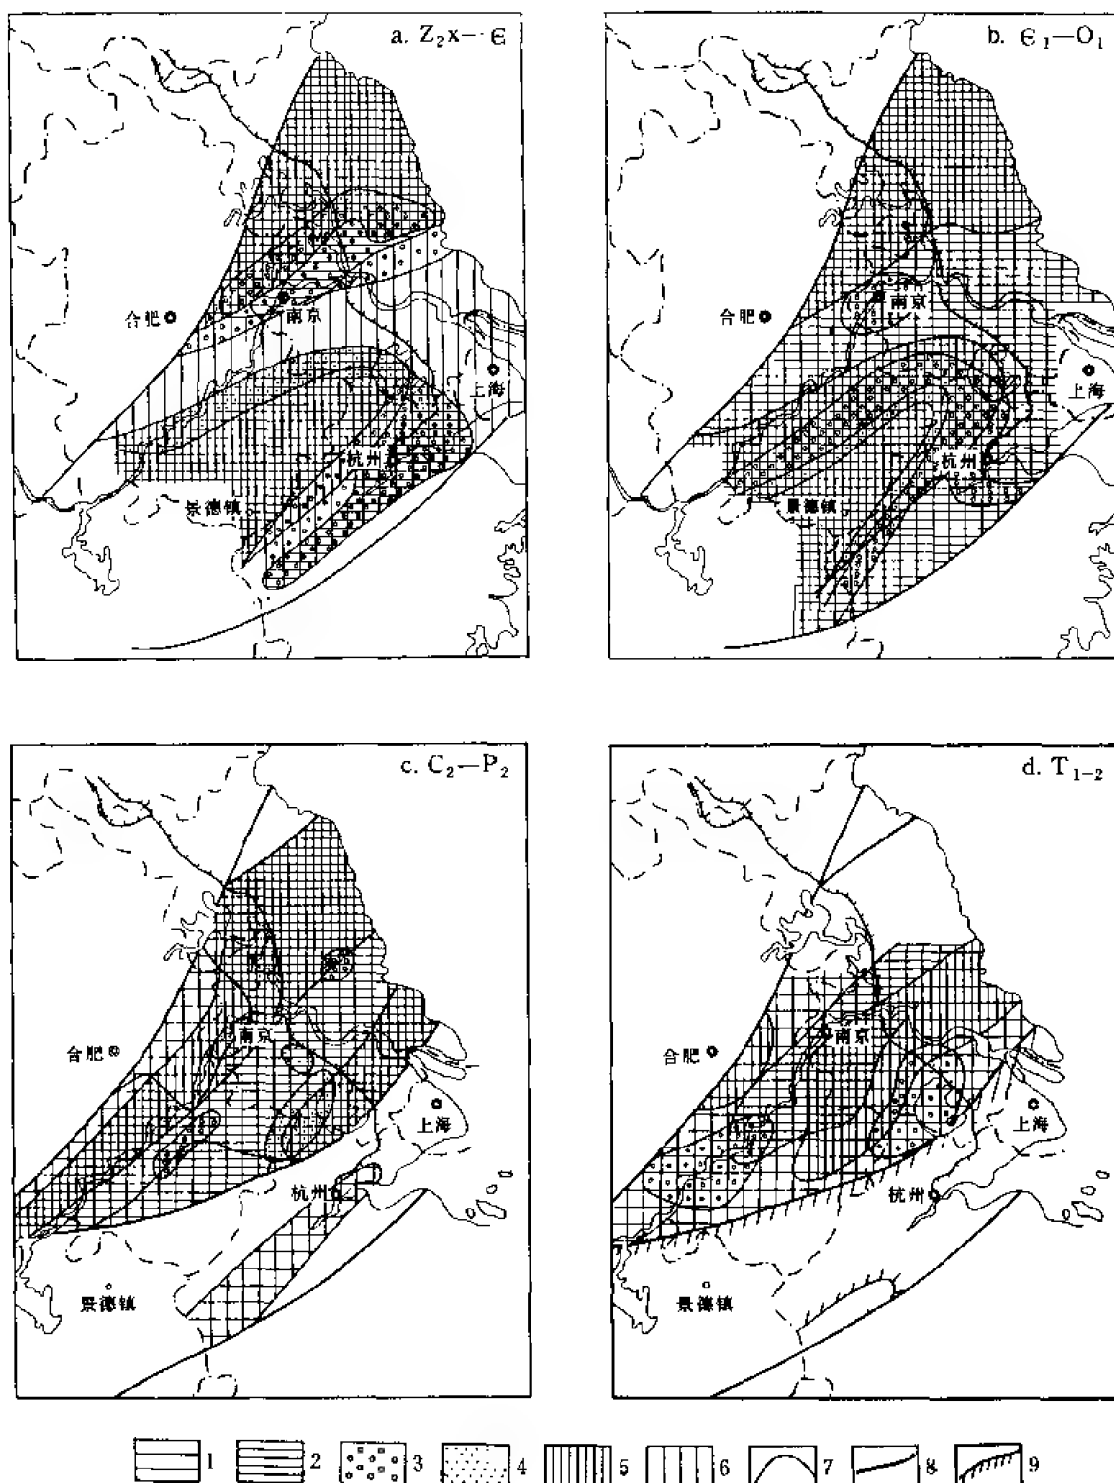 a. Z₂x—Є
合肥
南京
上海
杭州
景德镇
b. Є₁—O₁
合肥
南京
上海
杭州
景德镇
c. C₂—P₂
南京
合肥
上海
杭州
景德镇
d. T₁₋₂
南京
合肥
上海
杭州
景德镇
1 2 3 4 5 6 7 8 9